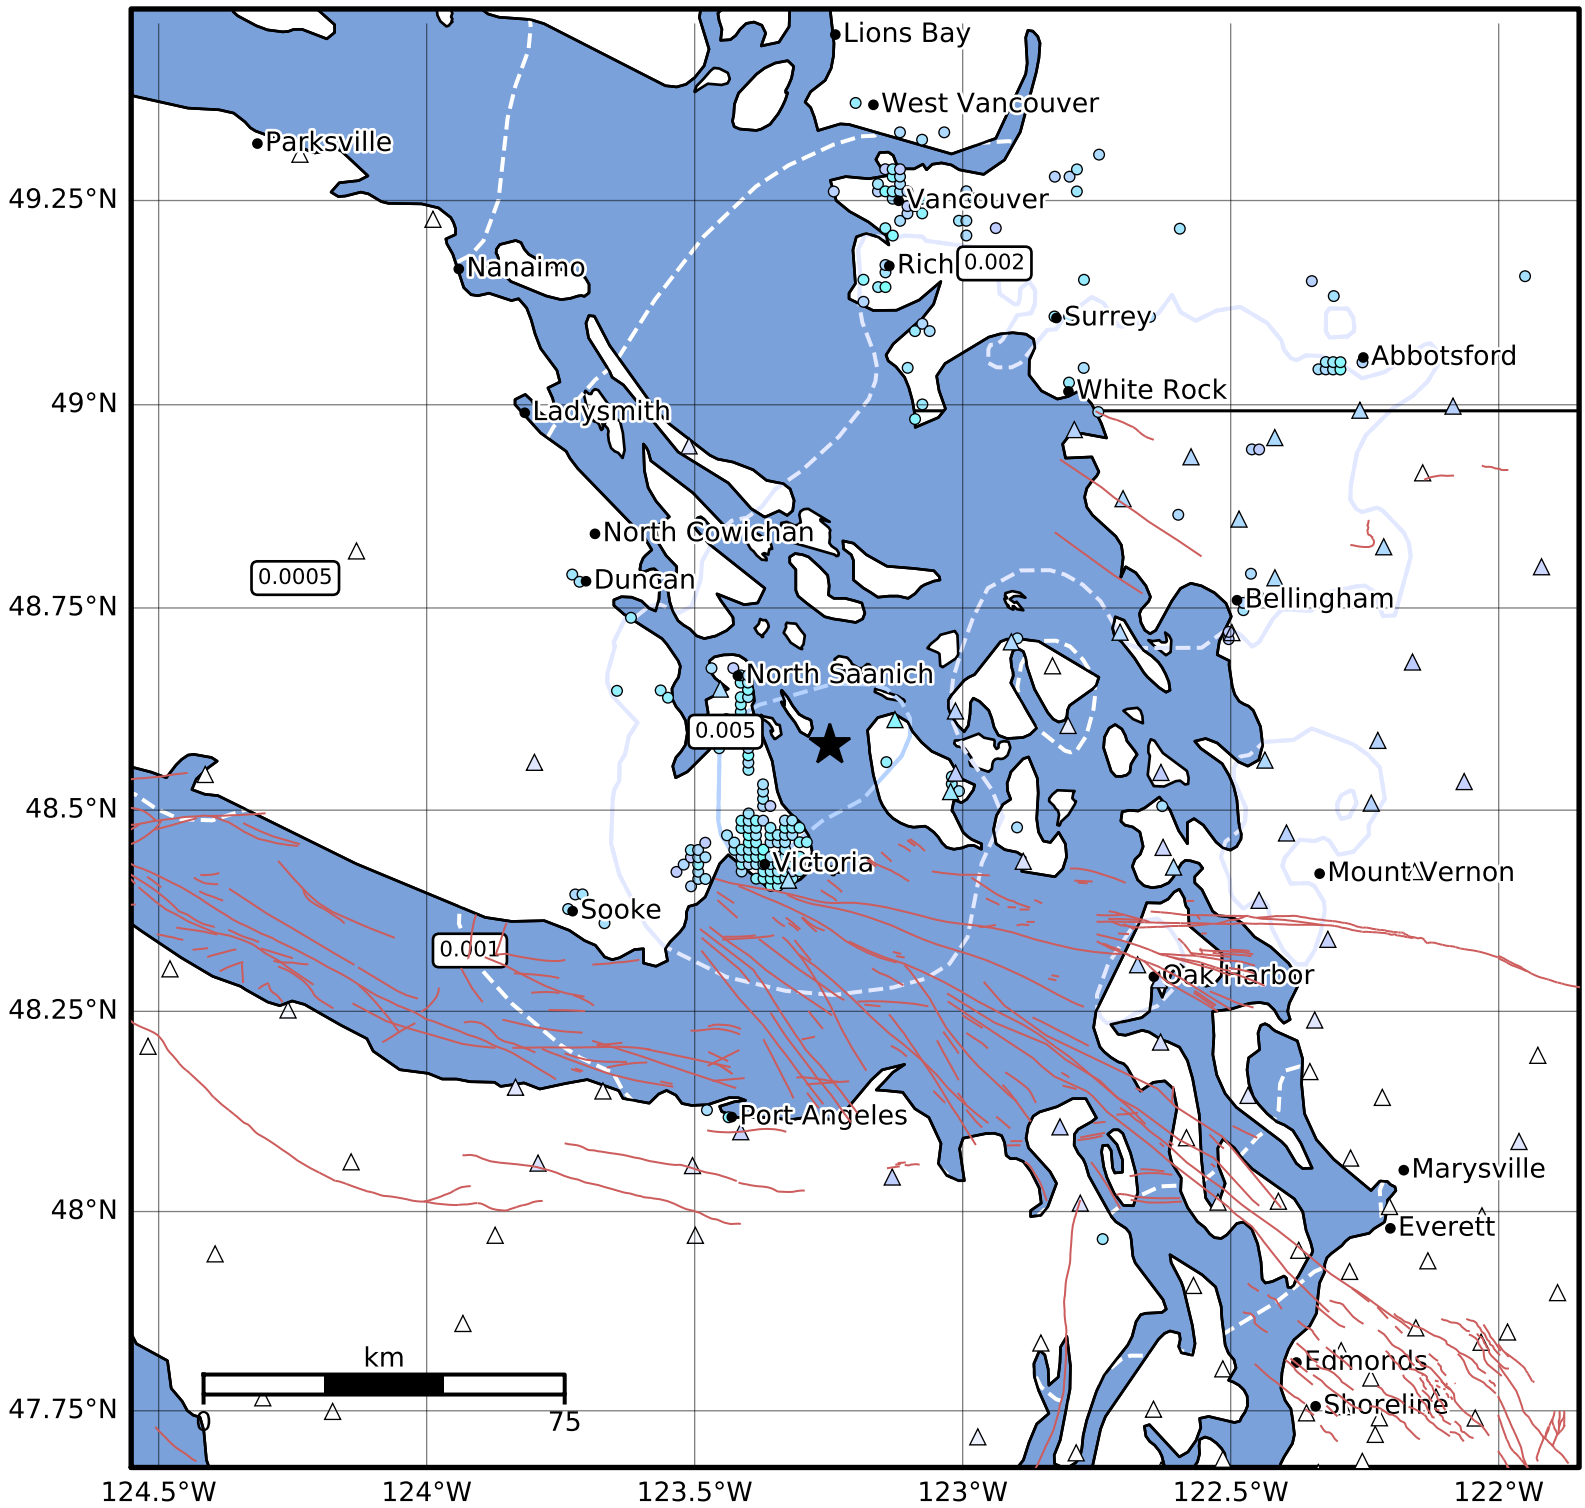 Lions Bay
West Vancouver
Parksville
49.25°N
Vancouver
Nanaimo
Rich
0.002
Surrey
Abbotsford
White Rock
49°N
Ladysmith
North Cowichan
0.0005
Duncan
48.75°N
Bellingham
North Saanich
0.005
48.5°N
Victoria
Mount Vernon
Sooke
0.001
Oak Harbor
48.25°N
Port Angeles
Marysville
48°N
Everett
km
Edmonds
47.75°N
Shoreline
0
75
124.5°W
124°W
123.5°W
123°W
122.5°W
122°W